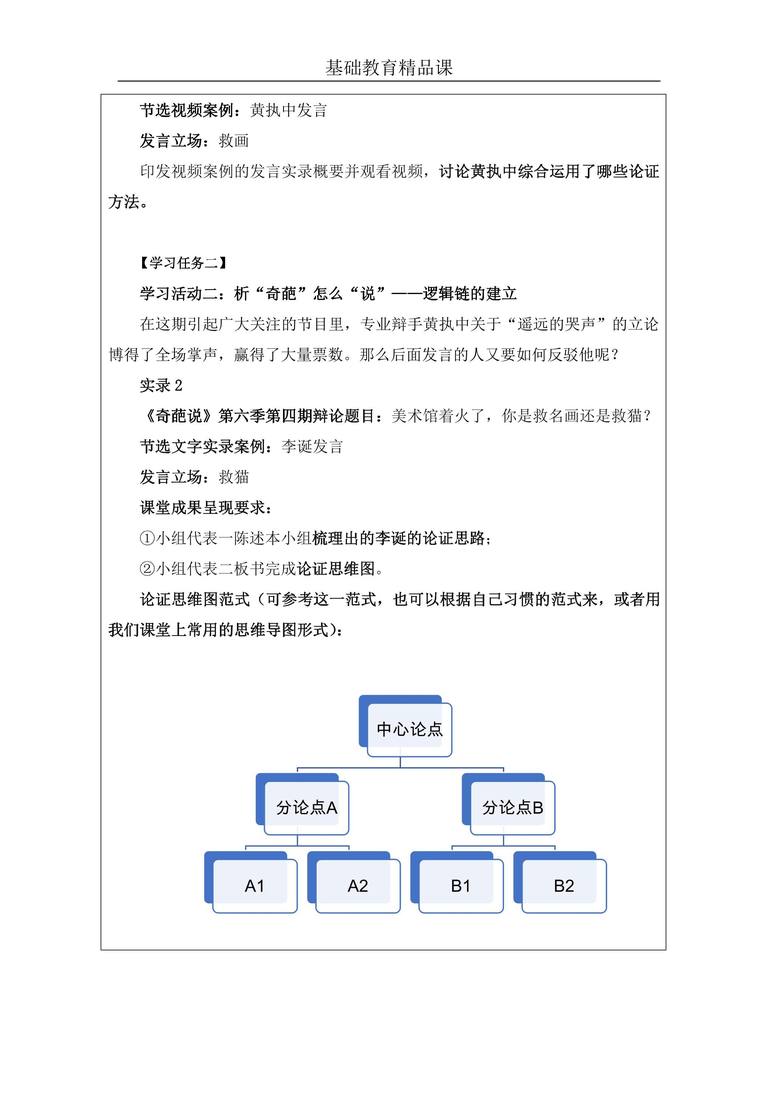 基础教育精品课
节选视频案例：黄执中发言
发言立场：救画
印发视频案例的发言实录概要并观看视频，讨论黄执中综合运用了哪些论证
方法。
【学习任务二】
学习活动二：析“奇葩”怎么“说”——逻辑链的建立
在这期引起广大关注的节目里，专业辩手黄执中关于“遥远的哭声”的立论
博得了全场掌声，赢得了大量票数。那么后面发言的人又要如何反驳他呢？
实录 2
《奇葩说》第六季第四期辩论题目：美术馆着火了，你是救名画还是救猫？
节选文字实录案例：李诞发言
发言立场：救猫
课堂成果呈现要求：
①小组代表一陈述本小组梳理出的李诞的论证思路；
②小组代表二板书完成论证思维图。
论证思维图范式（可参考这一范式，也可以根据自己习惯的范式来，或者用
我们课堂上常用的思维导图形式）：
中心论点
分论点A 分论点B
A1 A2 B1 B2